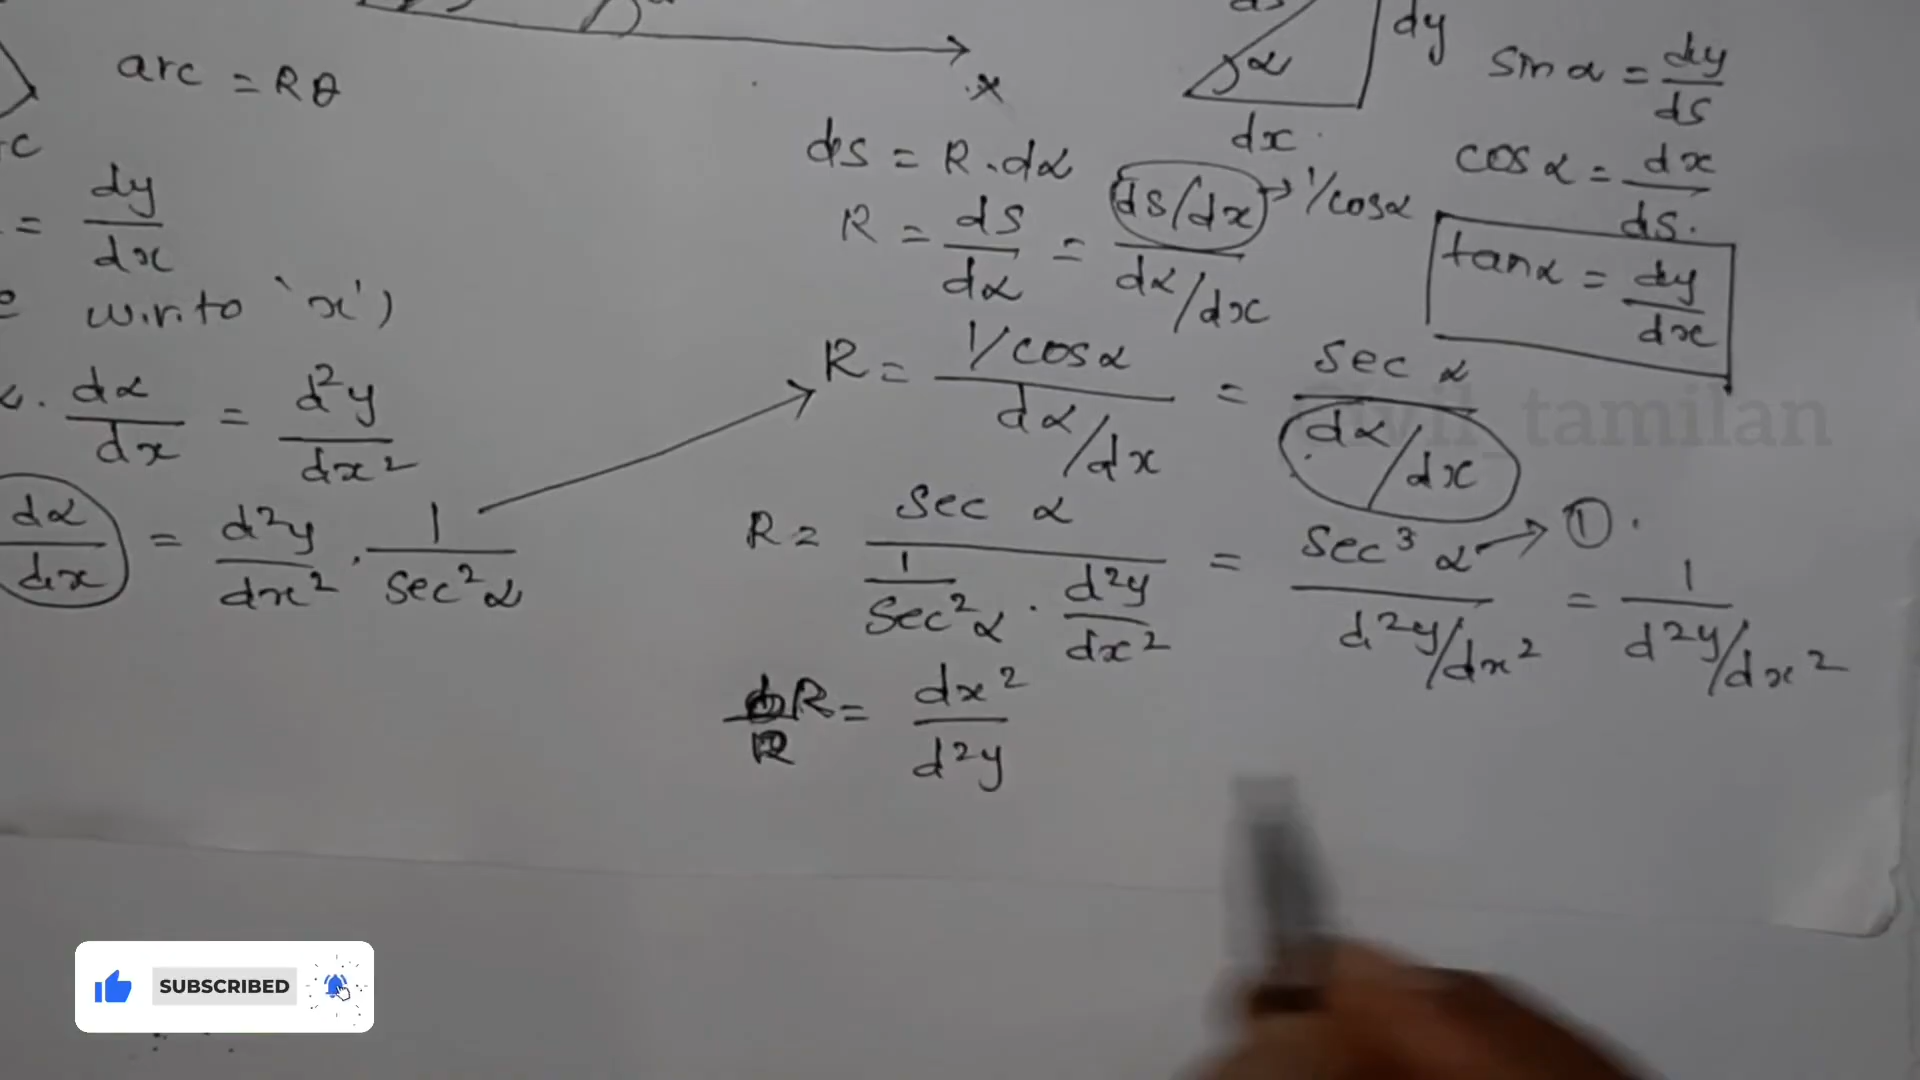 arc = Rθ
= dy/dx
w.r.to 'x')
. dα/dx = d²y/dx²
dα/dx = d²y/dx² . 1/sec²α
dy
α
dx
x
sin α = dy/ds
cos α = dx/ds.
tan α = dy/dx
ds = R.dα
R = ds/dα = (ds/dx)/(dα/dx) → 1/cosα
R = (1/cosα)/(dα/dx) = sec α/(dα/dx)
R = sec α/(1/sec²α . d²y/dx²) = sec³ α/(d²y/dx²) = 1/(d²y/dx²)
→ ①.
R = dx²/d²y
R
Civil_tamilan
SUBSCRIBED